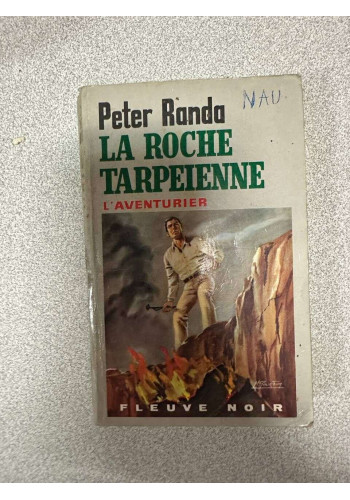 NAU.
Peter Randa
LA ROCHE
TARPEIENNE
L'AVENTURIER
FLEUVE NOIR